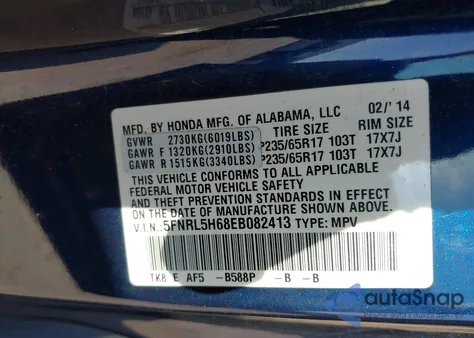 MFD. BY HONDA MFG. OF ALABAMA, LLC 02/'14
GVWR 2730KG(6019LBS) TIRE SIZE RIM SIZE
GAWR F 1320KG(2910LBS) P235/65R17 103T 17X7J
GAWR R 1515KG(3340LBS) P235/65R17 103T 17X7J
THIS VEHICLE CONFORMS TO ALL APPLICABLE
FEDERAL MOTOR VEHICLE SAFETY
STANDARDS IN EFFECT ON THE DATE OF
MANUFACTURE SHOWN ABOVE.
V.I.N.: 5FNRL5H68EB082413 TYPE: MPV
TK8 E AF5 -B588P -B -B
autoSnap